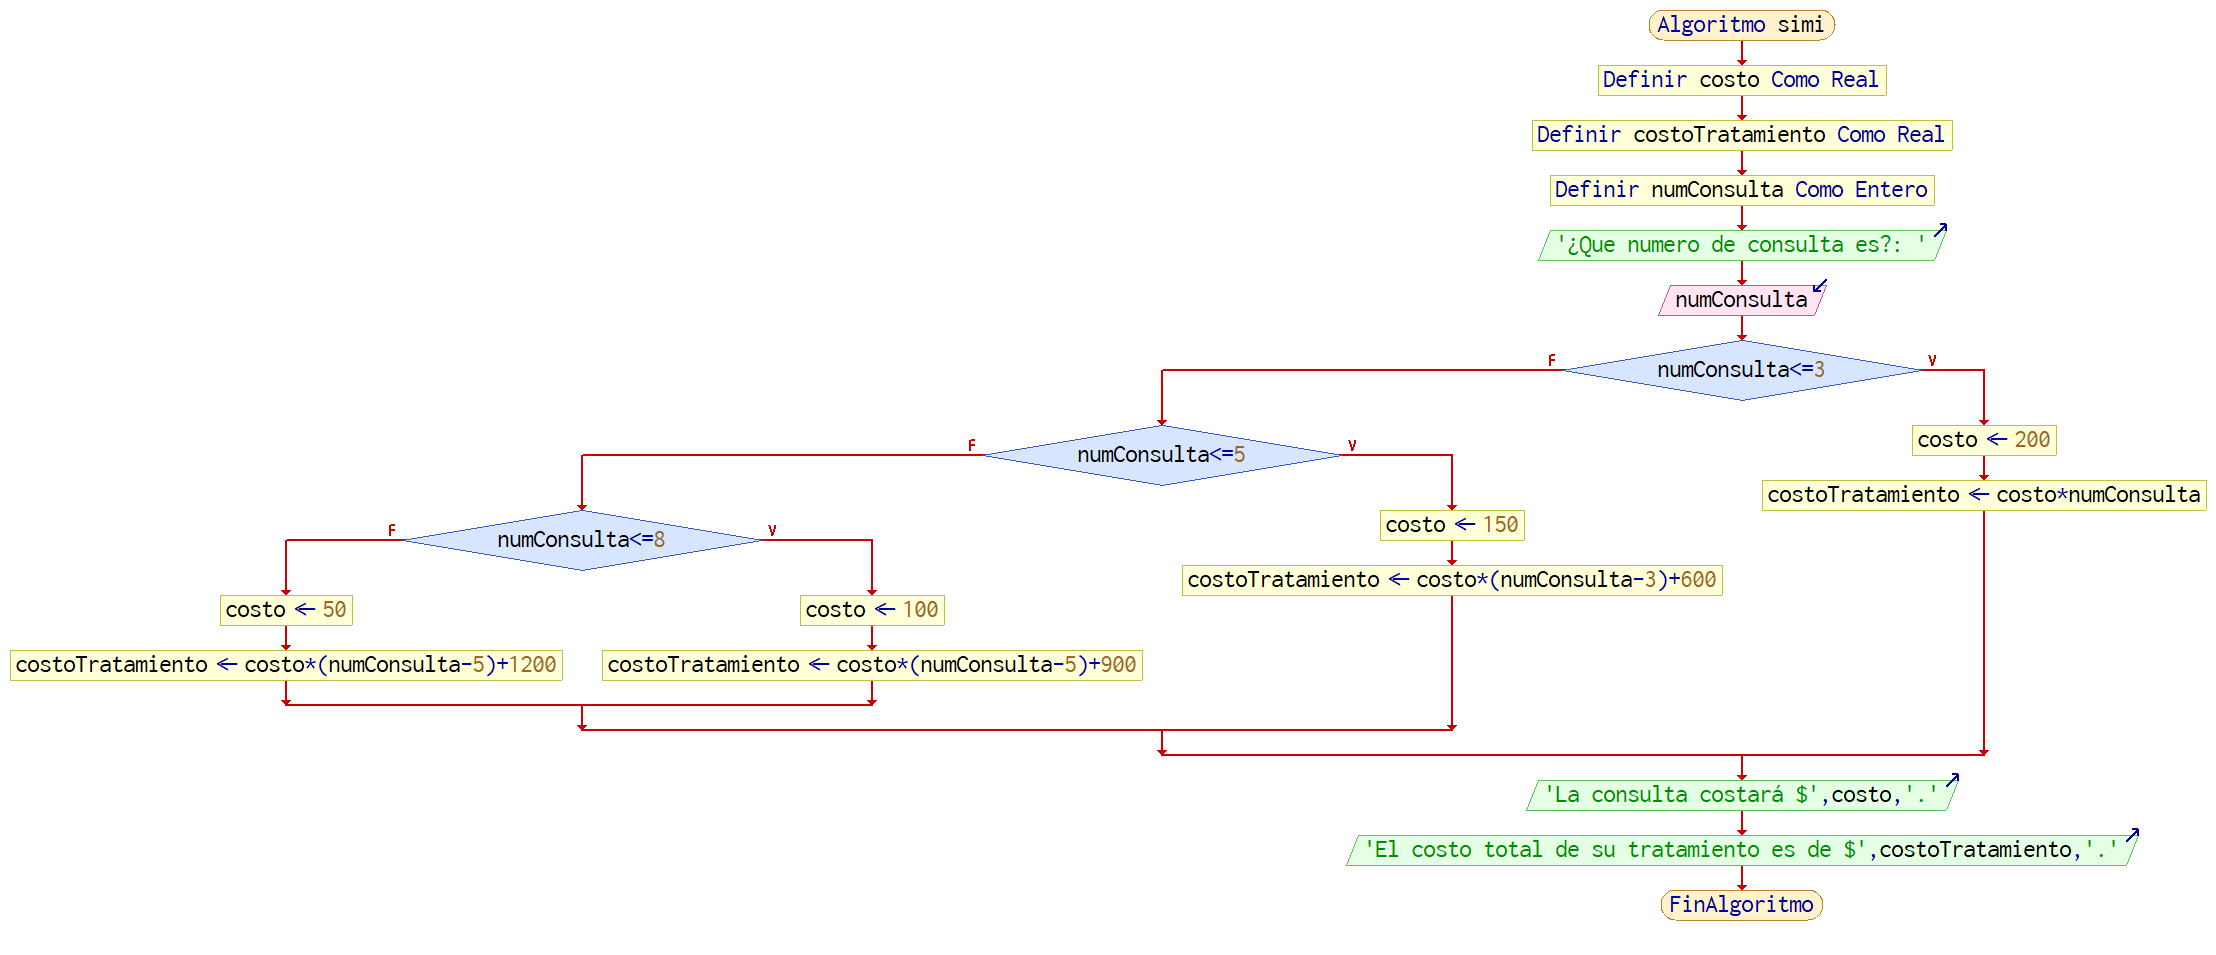 Algoritmo simi
Definir costo Como Real
Definir costoTratamiento Como Real
Definir numConsulta Como Entero
'¿Que numero de consulta es?: '
numConsulta
numConsulta<=3
F
V
numConsulta<=5
F
V
costo ← 200
costoTratamiento ← costo*numConsulta
numConsulta<=8
F
V
costo ← 150
costoTratamiento ← costo*(numConsulta-3)+600
costo ← 50
costo ← 100
costoTratamiento ← costo*(numConsulta-5)+1200
costoTratamiento ← costo*(numConsulta-5)+900
'La consulta costará $',costo,'.'
'El costo total de su tratamiento es de $',costoTratamiento,'.'
FinAlgoritmo